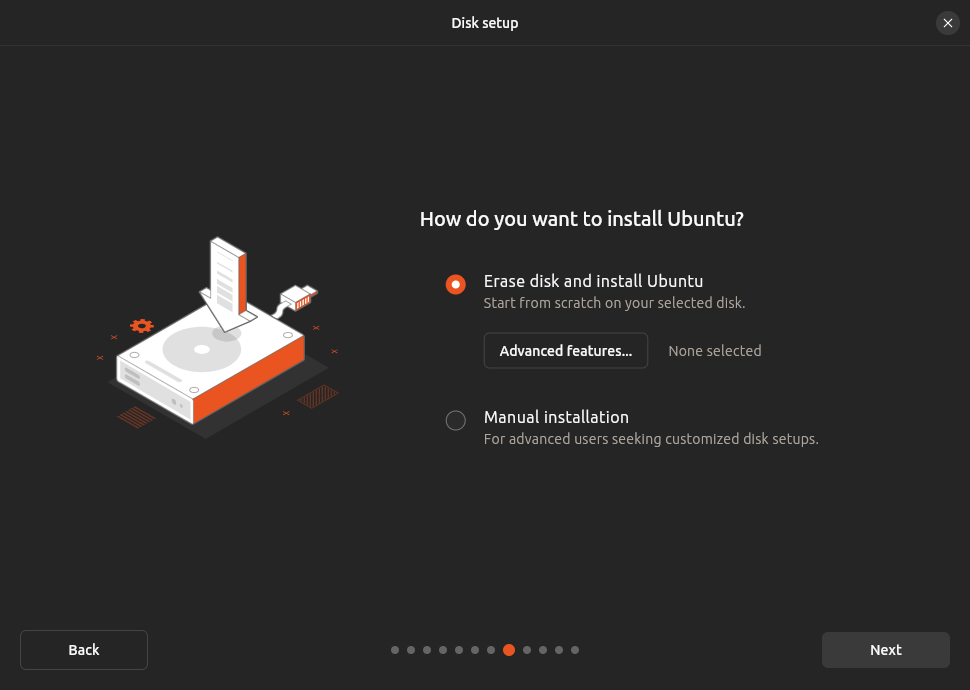 Disk setup
How do you want to install Ubuntu?
Erase disk and install Ubuntu
Start from scratch on your selected disk.
Advanced features... None selected
Manual installation
For advanced users seeking customized disk setups.
Back Next